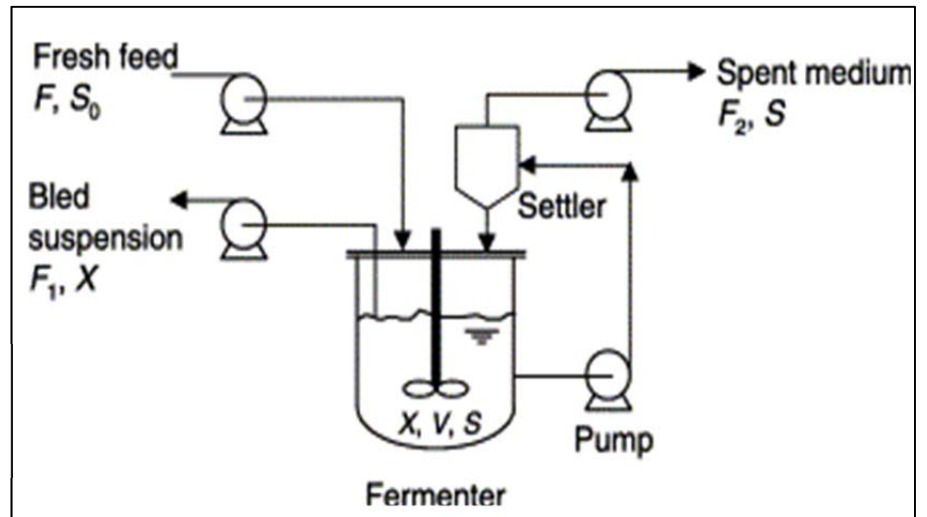 Fresh feed
F, S₀
Spent medium
F₂, S
Bled
suspension
F₁, X
Settler
X, V, S
Pump
Fermenter